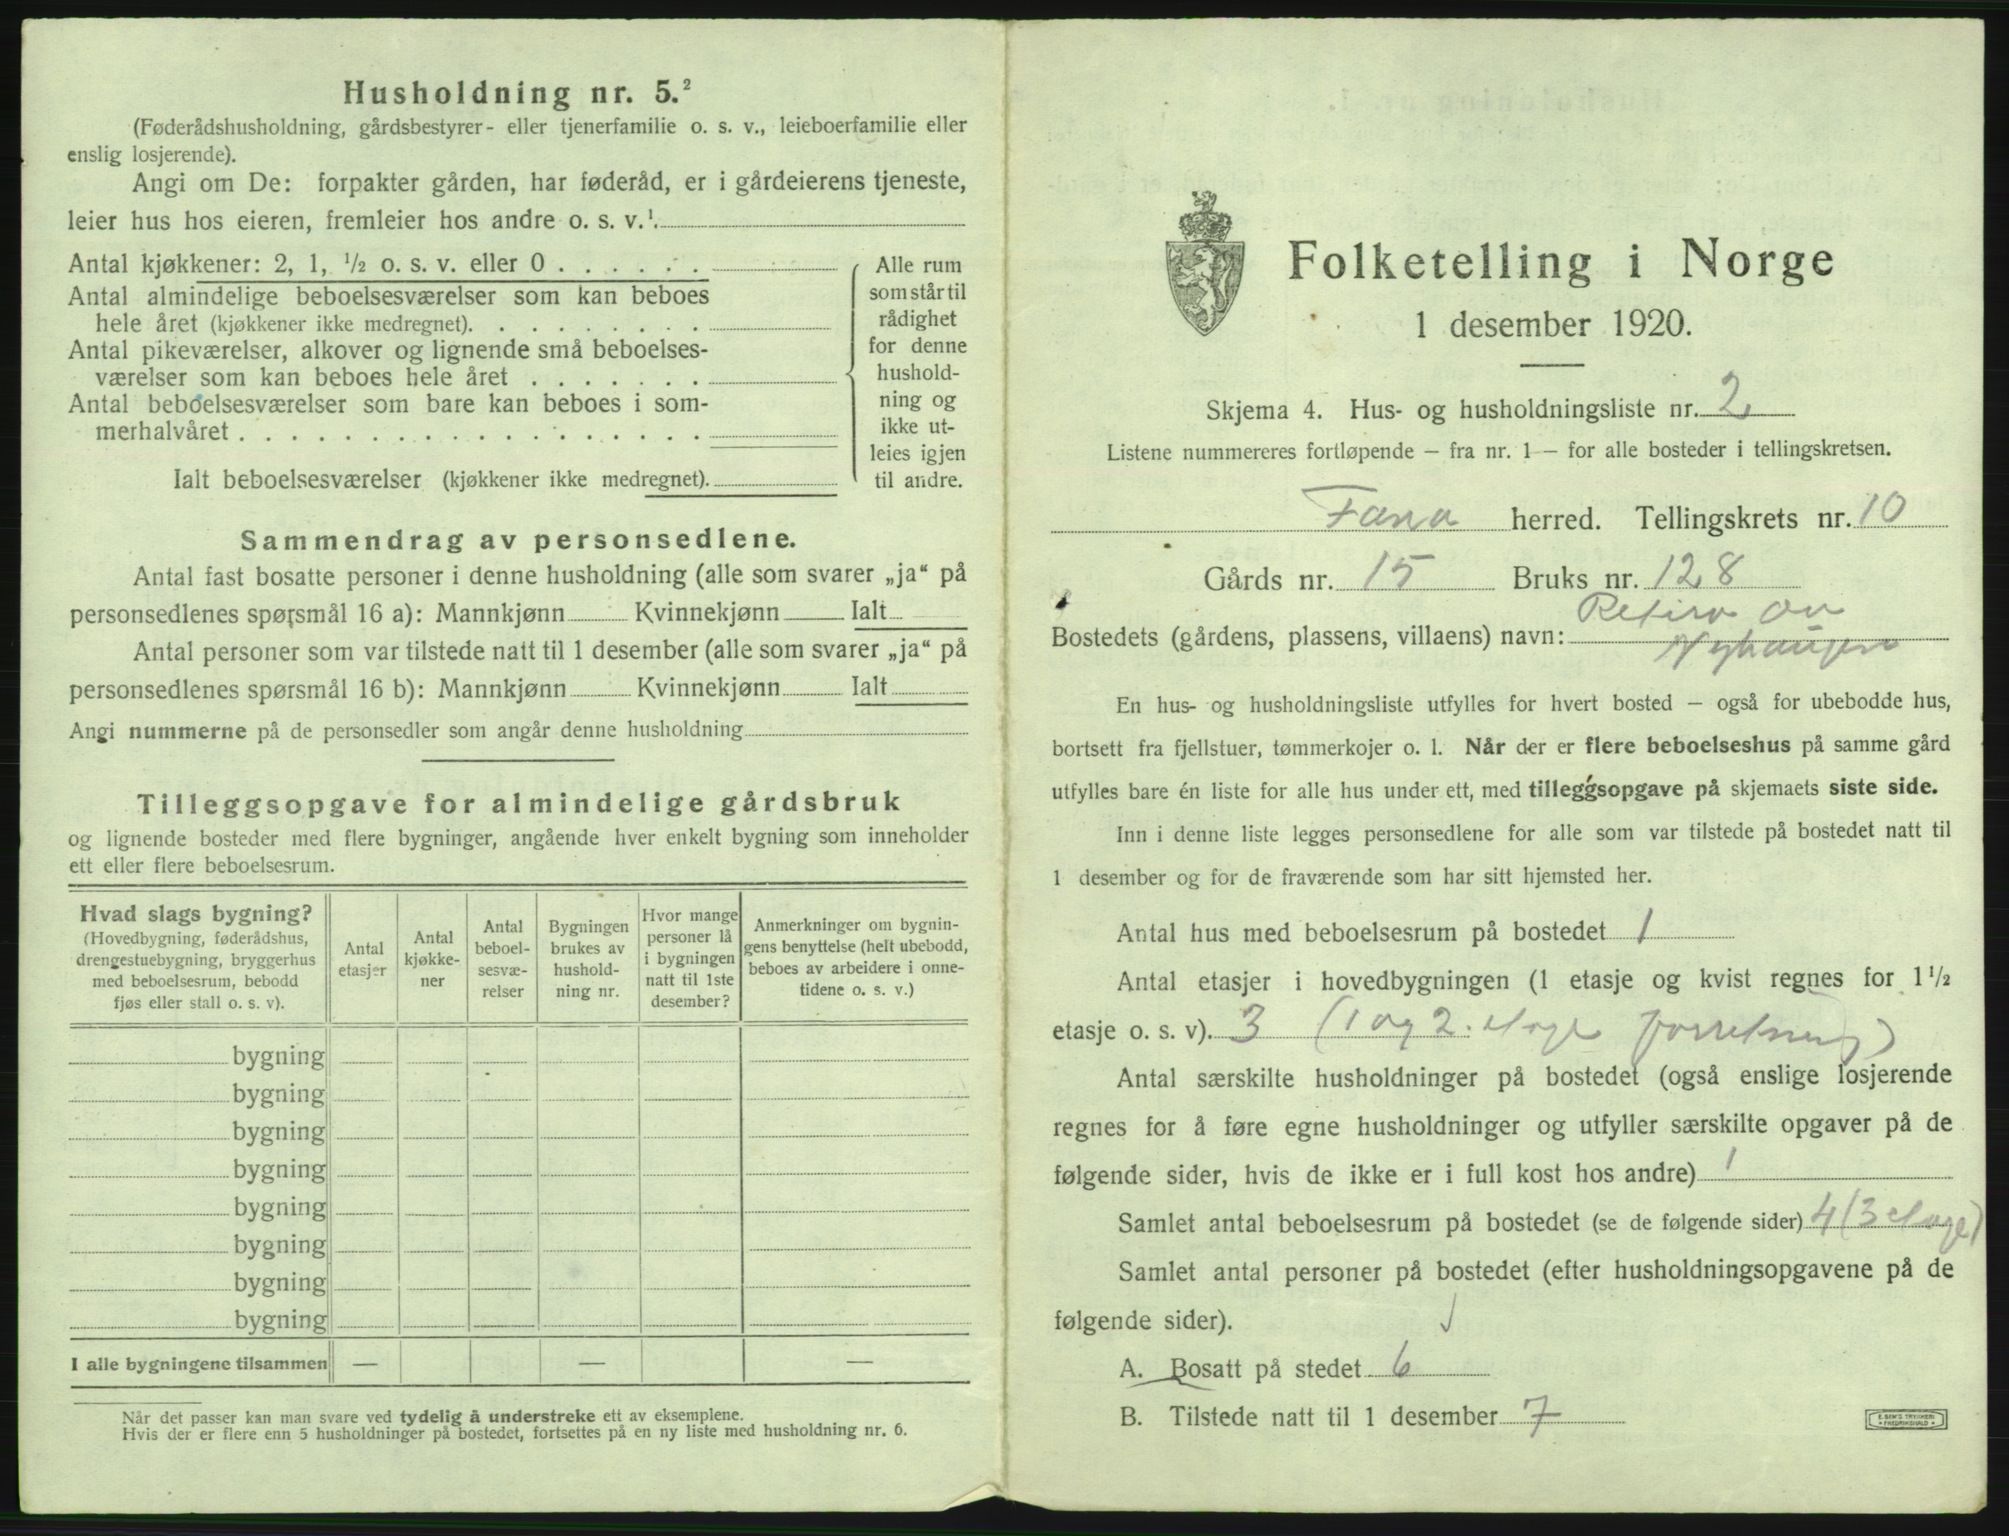 Husholdning nr. 5.²
(Føderådshusholdning, gårdsbestyrer- eller tjenerfamilie o. s. v., leieboerfamilie eller
enslig losjerende).
Angi om De: forpakter gården, har føderåd, er i gårdeierens tjeneste,
leier hus hos eieren, fremleier hos andre o. s. v.¹.
Antal kjøkkener: 2, 1, ½ o. s. v. eller 0 . . . . . .
Antal almindelige beboelsesværelser som kan beboes
hele året (kjøkkener ikke medregnet). . . . . . . . .
Antal pikeværelser, alkover og lignende små beboelses-
værelser som kan beboes hele året . . . . . . .
Antal beboelsesværelser som bare kan beboes i som-
merhalvåret . . . . . . . . . . . . . . . . . .
Ialt beboelsesværelser (kjøkkener ikke medregnet).
Alle rum
som står til
rådighet
for denne
hushold-
ning og
ikke ut-
leies igjen
til andre.
Sammendrag av personsedlene.
Antal fast bosatte personer i denne husholdning (alle som svarer „ja“ på
personsedlenes spørsmål 16 a): Mannkjønn Kvinnekjønn Ialt
Antal personer som var tilstede natt til 1 desember (alle som svarer „ja“ på
personsedlenes spørsmål 16 b): Mannkjønn Kvinnekjønn Ialt
Angi nummerne på de personsedler som angår denne husholdning
Tilleggsopgave for almindelige gårdsbruk
og lignende bosteder med flere bygninger, angående hver enkelt bygning som inneholder
ett eller flere beboelsesrum.
Hvad slags bygning?
(Hovedbygning, føderådshus,
drengestuebygning, bryggerhus
med beboelsesrum, bebodd
fjøs eller stall o. s. v).
Antal
etasjer
Antal
kjøkke-
ner
Antal
beboel-
sesvæ-
relser
Bygningen
brukes av
hushold-
ning nr.
Hvor mange
personer lå
i bygningen
natt til 1ste
desember?
Anmerkninger om bygnin-
gens benyttelse (helt ubebodd,
beboes av arbeidere i onne-
tidene o. s. v.)
bygning
bygning
bygning
bygning
bygning
bygning
bygning
bygning
I alle bygningene tilsammen — — —
Når det passer kan man svare ved tydelig å understreke ett av eksemplene.
Hvis der er flere enn 5 husholdninger på bostedet, fortsettes på en ny liste med husholdning nr. 6.
Folketelling i Norge
1 desember 1920.
Skjema 4. Hus- og husholdningsliste nr. 2
Listene nummereres fortløpende – fra nr. 1 – for alle bosteder i tellingskretsen.
Fana herred. Tellingskrets nr. 10
Gårds nr. 15 Bruks nr. 128
Retiro av
Bostedets (gårdens, plassens, villaens) navn: Nyhaugen
En hus- og husholdningsliste utfylles for hvert bosted – også for ubebodde hus,
bortsett fra fjellstuer, tømmerkojer o. l. Når der er flere beboelseshus på samme gård
utfylles bare én liste for alle hus under ett, med tilleggsopgave på skjemaets siste side.
Inn i denne liste legges personsedlene for alle som var tilstede på bostedet natt til
1 desember og for de fraværende som har sitt hjemsted her.
Antal hus med beboelsesrum på bostedet 1
Antal etasjer i hovedbygningen (1 etasje og kvist regnes for 1½
etasje o. s. v). 3 (1 og 2. etage forretning)
Antal særskilte husholdninger på bostedet (også enslige losjerende
regnes for å føre egne husholdninger og utfyller særskilte opgaver på de
følgende sider, hvis de ikke er i full kost hos andre) 1
Samlet antal beboelsesrum på bostedet (se de følgende sider) 4 (3 etage)
Samlet antal personer på bostedet (efter husholdningsopgavene på de
følgende sider).
A. Bosatt på stedet 6
B. Tilstede natt til 1 desember 7
E. SEM'S TRYKKERI
FREDRIKSHALD